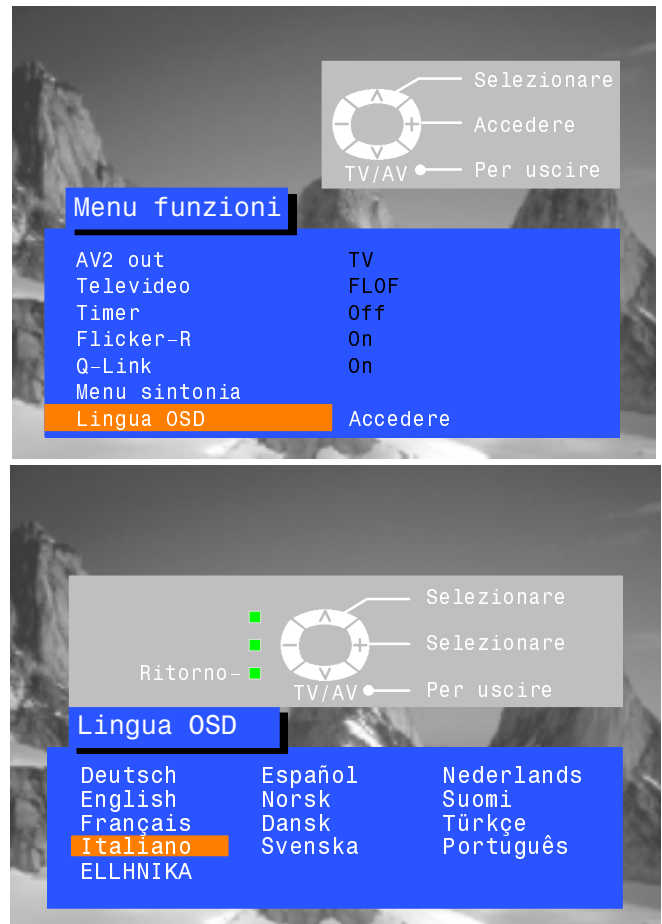 Selezionare
Accedere
TV/AV Per uscire
Menu funzioni
AV2 out TV
Televideo FLOF
Timer Off
Flicker-R On
Q-Link On
Menu sintonia
Lingua OSD Accedere
Selezionare
Selezionare
Ritorno-
TV/AV Per uscire
Lingua OSD
Deutsch Español Nederlands
English Norsk Suomi
Français Dansk Türkçe
Italiano Svenska Português
ELLHNIKA